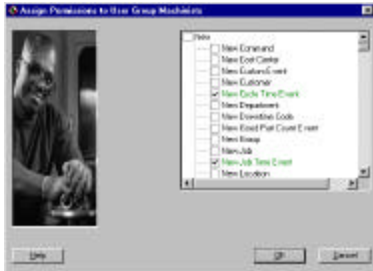 Assign Permissions to User Group Machinists
New
New Command
New Cost Center
New Custom Event
New Customer
New Cycle Time Event
New Department
New Downtime Code
New Good Part Count Event
New Group
New Job
New Job Time Event
New Location
Help
OK
Cancel